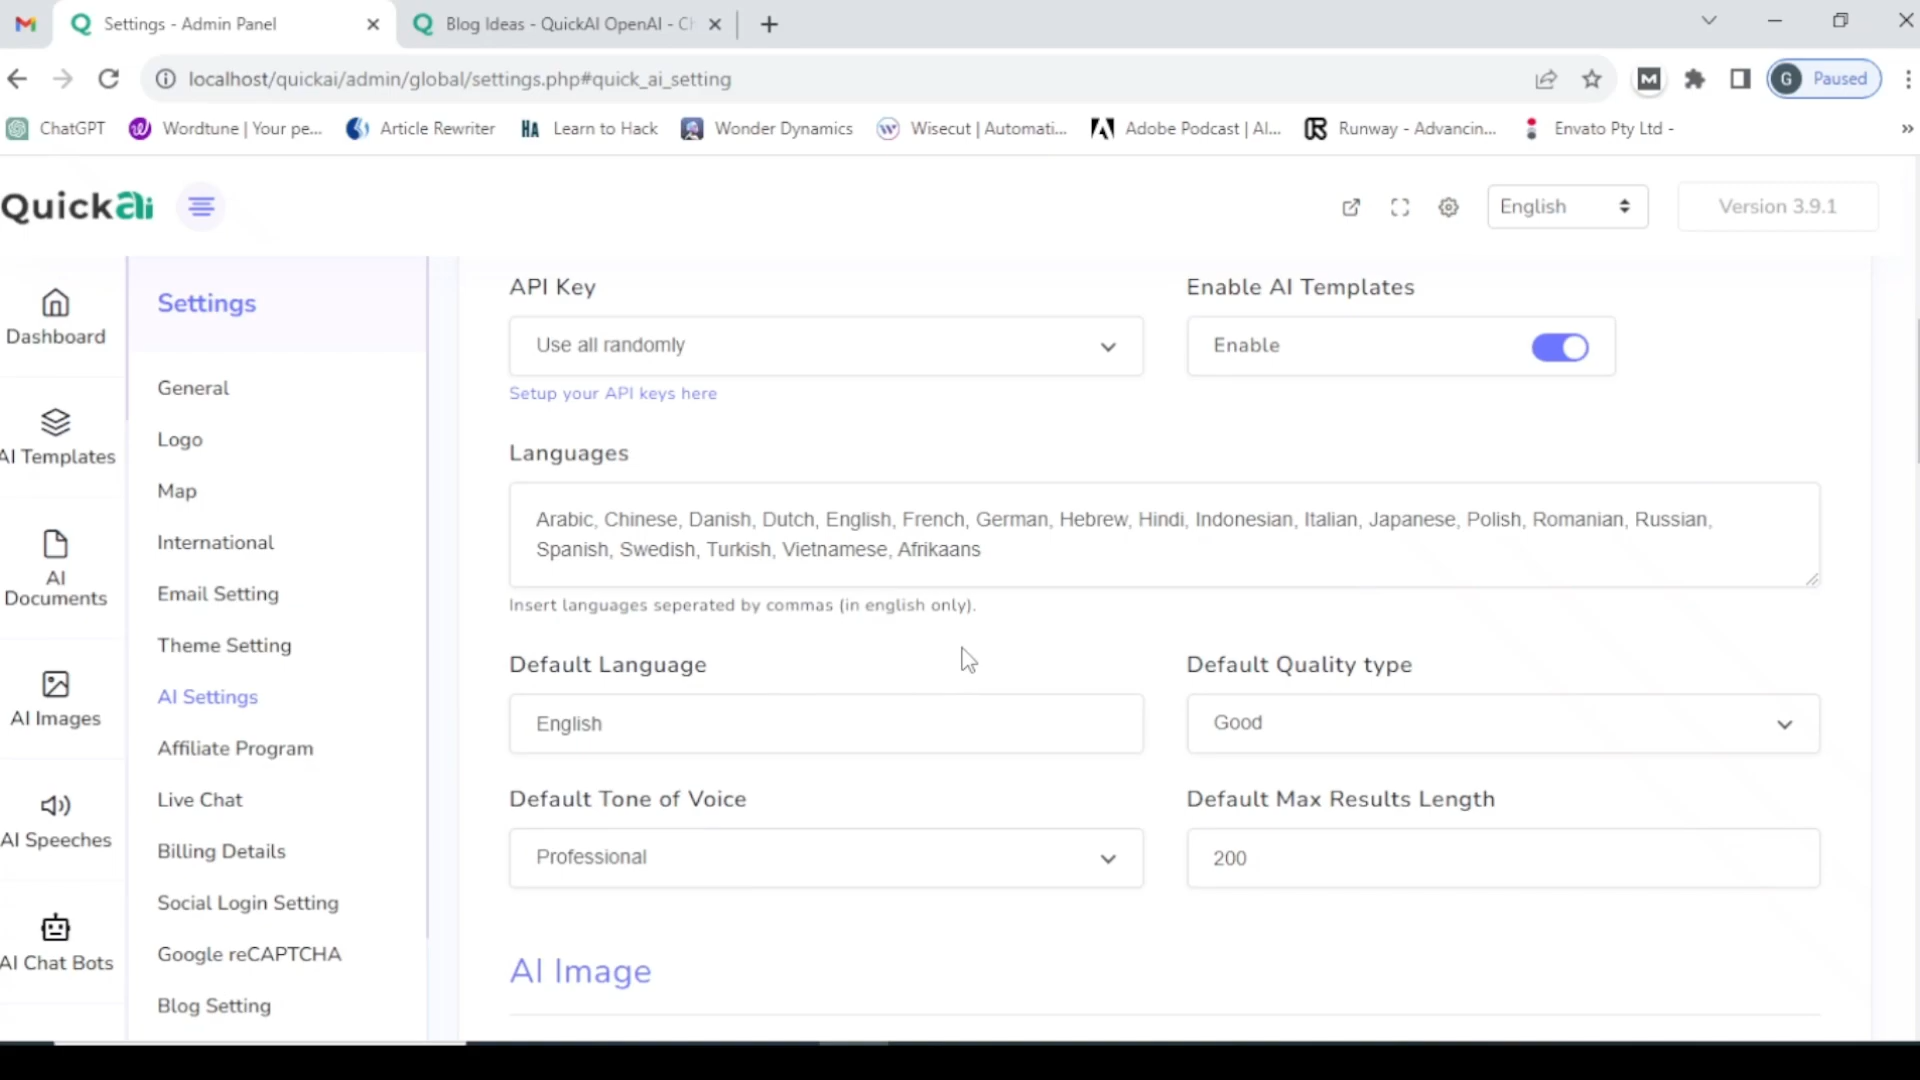 Settings - Admin Panel
Blog Ideas - QuickAI OpenAI - Ch
localhost/quickai/admin/global/settings.php#quick_ai_setting
G Paused
ChatGPT
Wordtune | Your pe...
Article Rewriter
HA Learn to Hack
Wonder Dynamics
Wisecut | Automati...
Adobe Podcast | AI...
Runway - Advancin...
Envato Pty Ltd -
Quickai
English
Version 3.9.1
Dashboard
AI Templates
AI
Documents
AI Images
AI Speeches
AI Chat Bots
Settings
General
Logo
Map
International
Email Setting
Theme Setting
AI Settings
Affiliate Program
Live Chat
Billing Details
Social Login Setting
Google reCAPTCHA
Blog Setting
API Key
Use all randomly
Setup your API keys here
Enable AI Templates
Enable
Languages
Arabic, Chinese, Danish, Dutch, English, French, German, Hebrew, Hindi, Indonesian, Italian, Japanese, Polish, Romanian, Russian,
Spanish, Swedish, Turkish, Vietnamese, Afrikaans
Insert languages seperated by commas (in english only).
Default Language
English
Default Quality type
Good
Default Tone of Voice
Professional
Default Max Results Length
200
AI Image